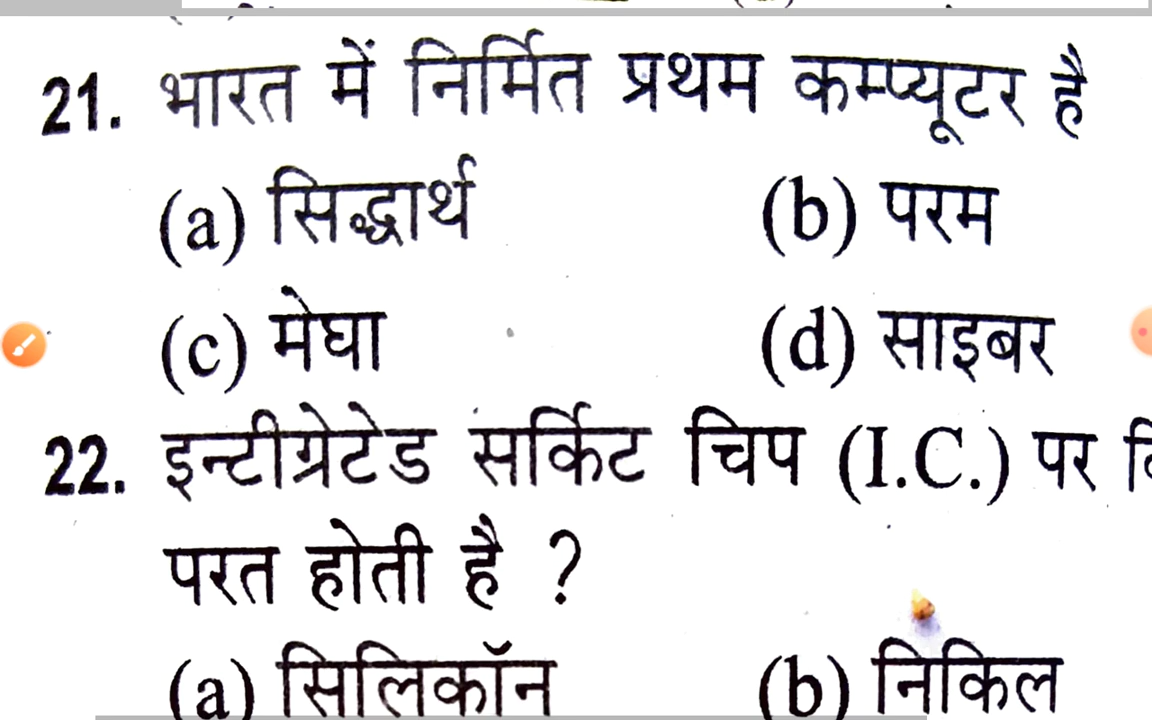 21. भारत में निर्मित प्रथम कम्प्यूटर है
(a) सिद्धार्थ (b) परम
(c) मेघा (d) साइबर
22. इन्टीग्रेटेड सर्किट चिप (I.C.) पर
परत होती है ?
(a) सिलिकॉन (b) निकिल